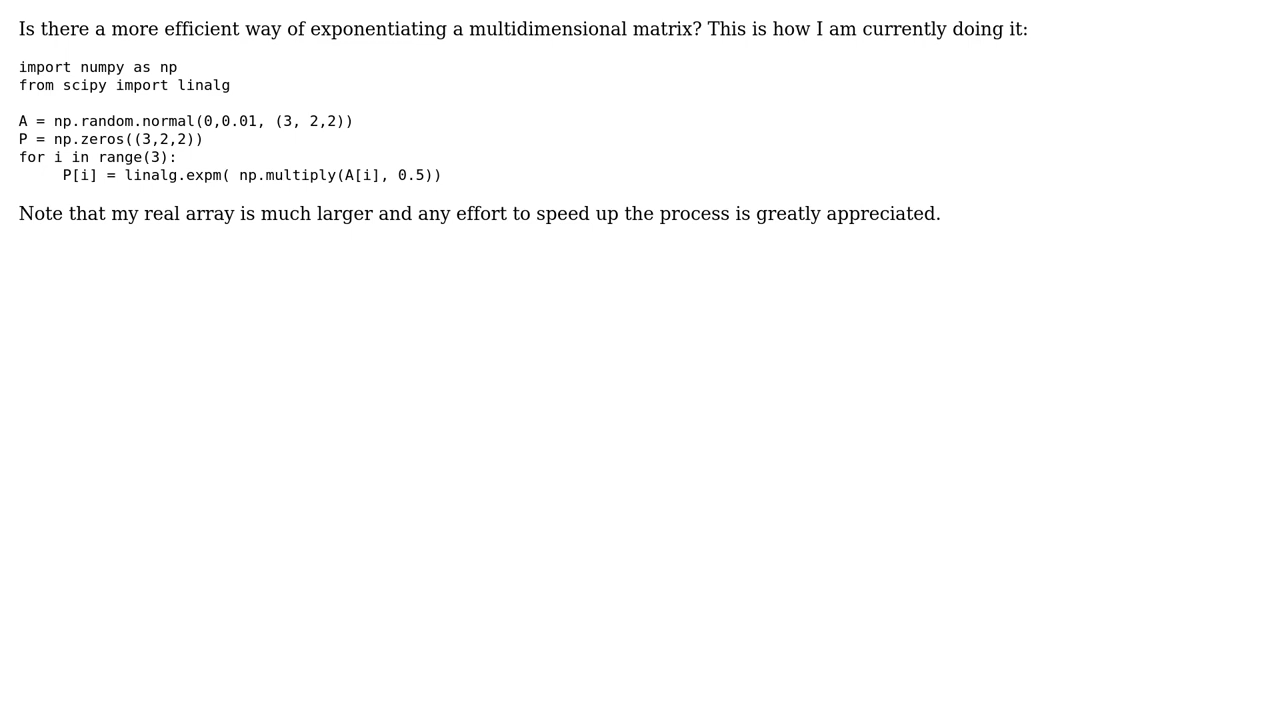 Is there a more efficient way of exponentiating a multidimensional matrix? This is how I am currently doing it:
import numpy as np
from scipy import linalg

A = np.random.normal(0,0.01, (3, 2,2))
P = np.zeros((3,2,2))
for i in range(3):
     P[i] = linalg.expm( np.multiply(A[i], 0.5))
Note that my real array is much larger and any effort to speed up the process is greatly appreciated.